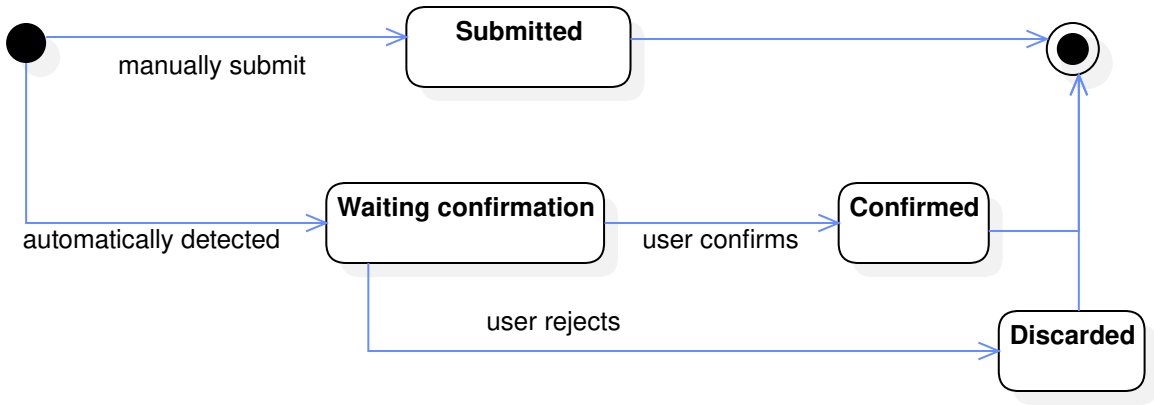 Submitted
manually submit
Waiting confirmation
Confirmed
automatically detected
user confirms
user rejects
Discarded